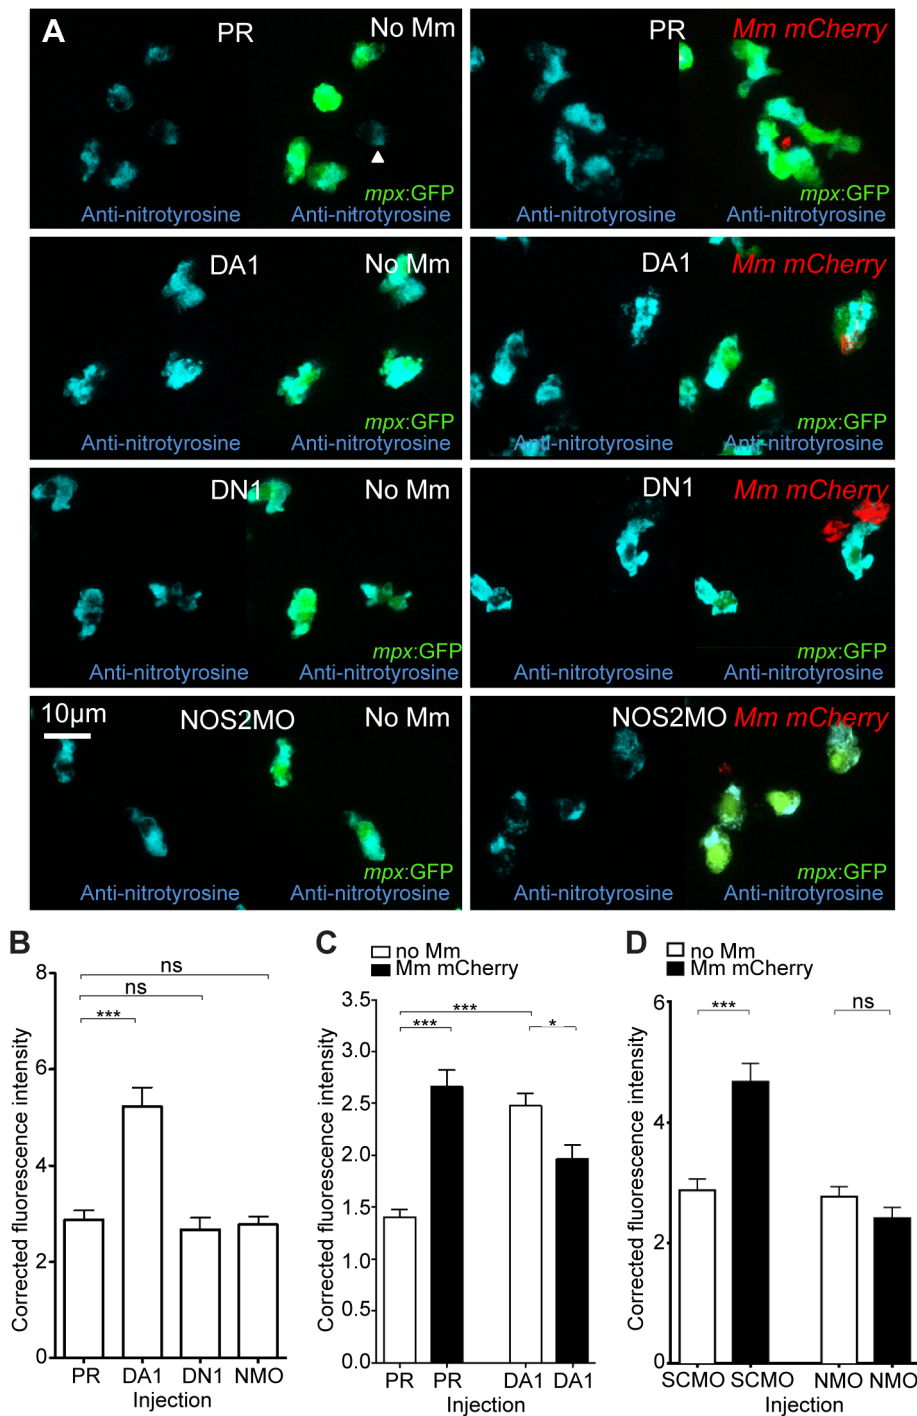 A
PR
No Mm
mpx:GFP
Anti-nitrotyrosine
Anti-nitrotyrosine
PR
Mm mCherry
mpx:GFP
Anti-nitrotyrosine
Anti-nitrotyrosine
DA1
No Mm
mpx:GFP
Anti-nitrotyrosine
Anti-nitrotyrosine
DA1
Mm mCherry
mpx:GFP
Anti-nitrotyrosine
Anti-nitrotyrosine
DN1
No Mm
mpx:GFP
Anti-nitrotyrosine
Anti-nitrotyrosine
DN1
Mm mCherry
mpx:GFP
Anti-nitrotyrosine
Anti-nitrotyrosine
10µm
NOS2MO
No Mm
mpx:GFP
Anti-nitrotyrosine
Anti-nitrotyrosine
NOS2MO
Mm mCherry
mpx:GFP
Anti-nitrotyrosine
Anti-nitrotyrosine
B
Corrected fluorescence intensity
8
6
4
2
0
ns
ns
***
PR DA1 DN1 NMO
Injection
C
no Mm
Mm mCherry
Corrected fluorescence intensity
3.5
3.0
2.5
2.0
1.5
1.0
0.5
0.0
***
***
*
PR PR DA1 DA1
Injection
D
no Mm
Mm mCherry
Corrected fluorescence intensity
6
4
2
0
***
ns
SCMO SCMO NMO NMO
Injection